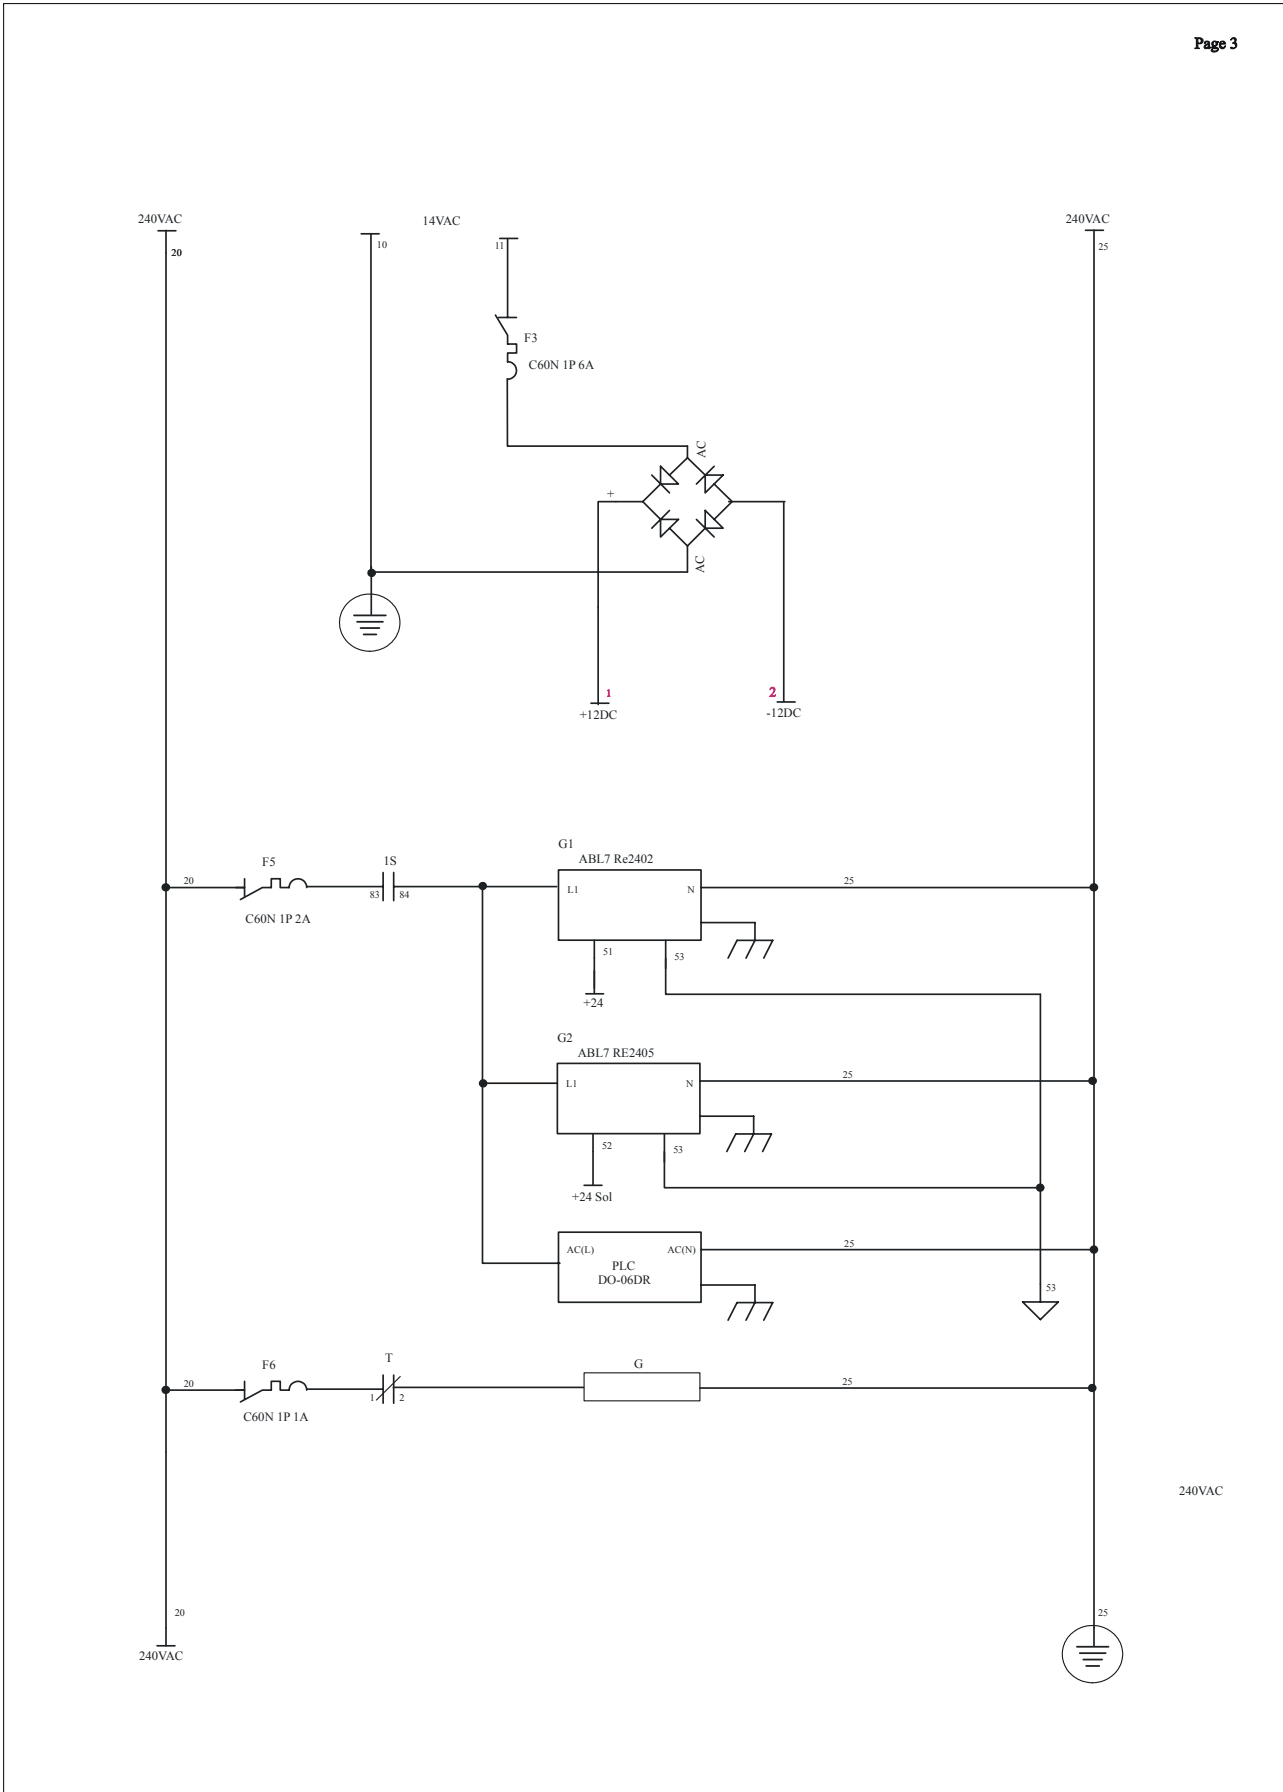 Page 3
240VAC
14VAC
240VAC
20
10
11
25
F3
C60N 1P 6A
AC
+
AC
1
2
+12DC
-12DC
G1
ABL7 Re2402
F5
1S
20
83
84
L1
N
25
C60N 1P 2A
51
53
+24
G2
ABL7 RE2405
L1
N
25
52
53
+24 Sol
AC(L)
AC(N)
25
PLC
DO-06DR
53
T
F6
G
20
1
2
25
C60N 1P 1A
240VAC
20
25
240VAC